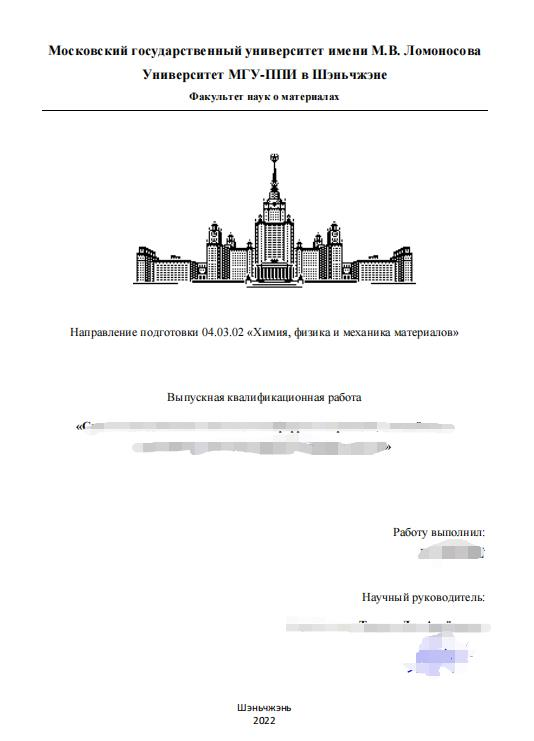 Московский государственный университет имени М.В. Ломоносова
Университет МГУ-ППИ в Шэньчжэне
Факультет наук о материалах
Направление подготовки 04.03.02 «Химия, физика и механика материалов»
Выпускная квалификационная работа
Работу выполнил:
Научный руководитель:
Шэньчжэнь
2022